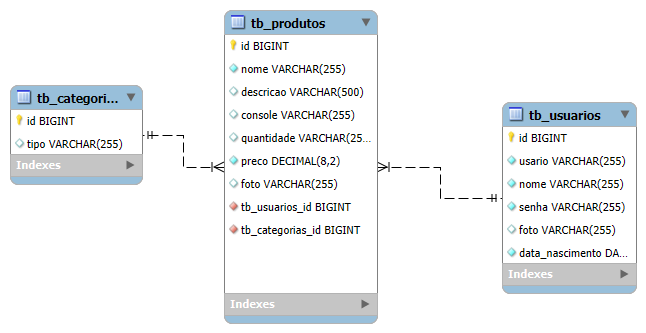 tb_categori...
id BIGINT
tipo VARCHAR(255)
Indexes
tb_produtos
id BIGINT
nome VARCHAR(255)
descricao VARCHAR(500)
console VARCHAR(255)
quantidade VARCHAR(25...
preco DECIMAL(8,2)
foto VARCHAR(255)
tb_usuarios_id BIGINT
tb_categorias_id BIGINT
Indexes
tb_usuarios
id BIGINT
usario VARCHAR(255)
nome VARCHAR(255)
senha VARCHAR(255)
foto VARCHAR(255)
data_nascimento DA...
Indexes